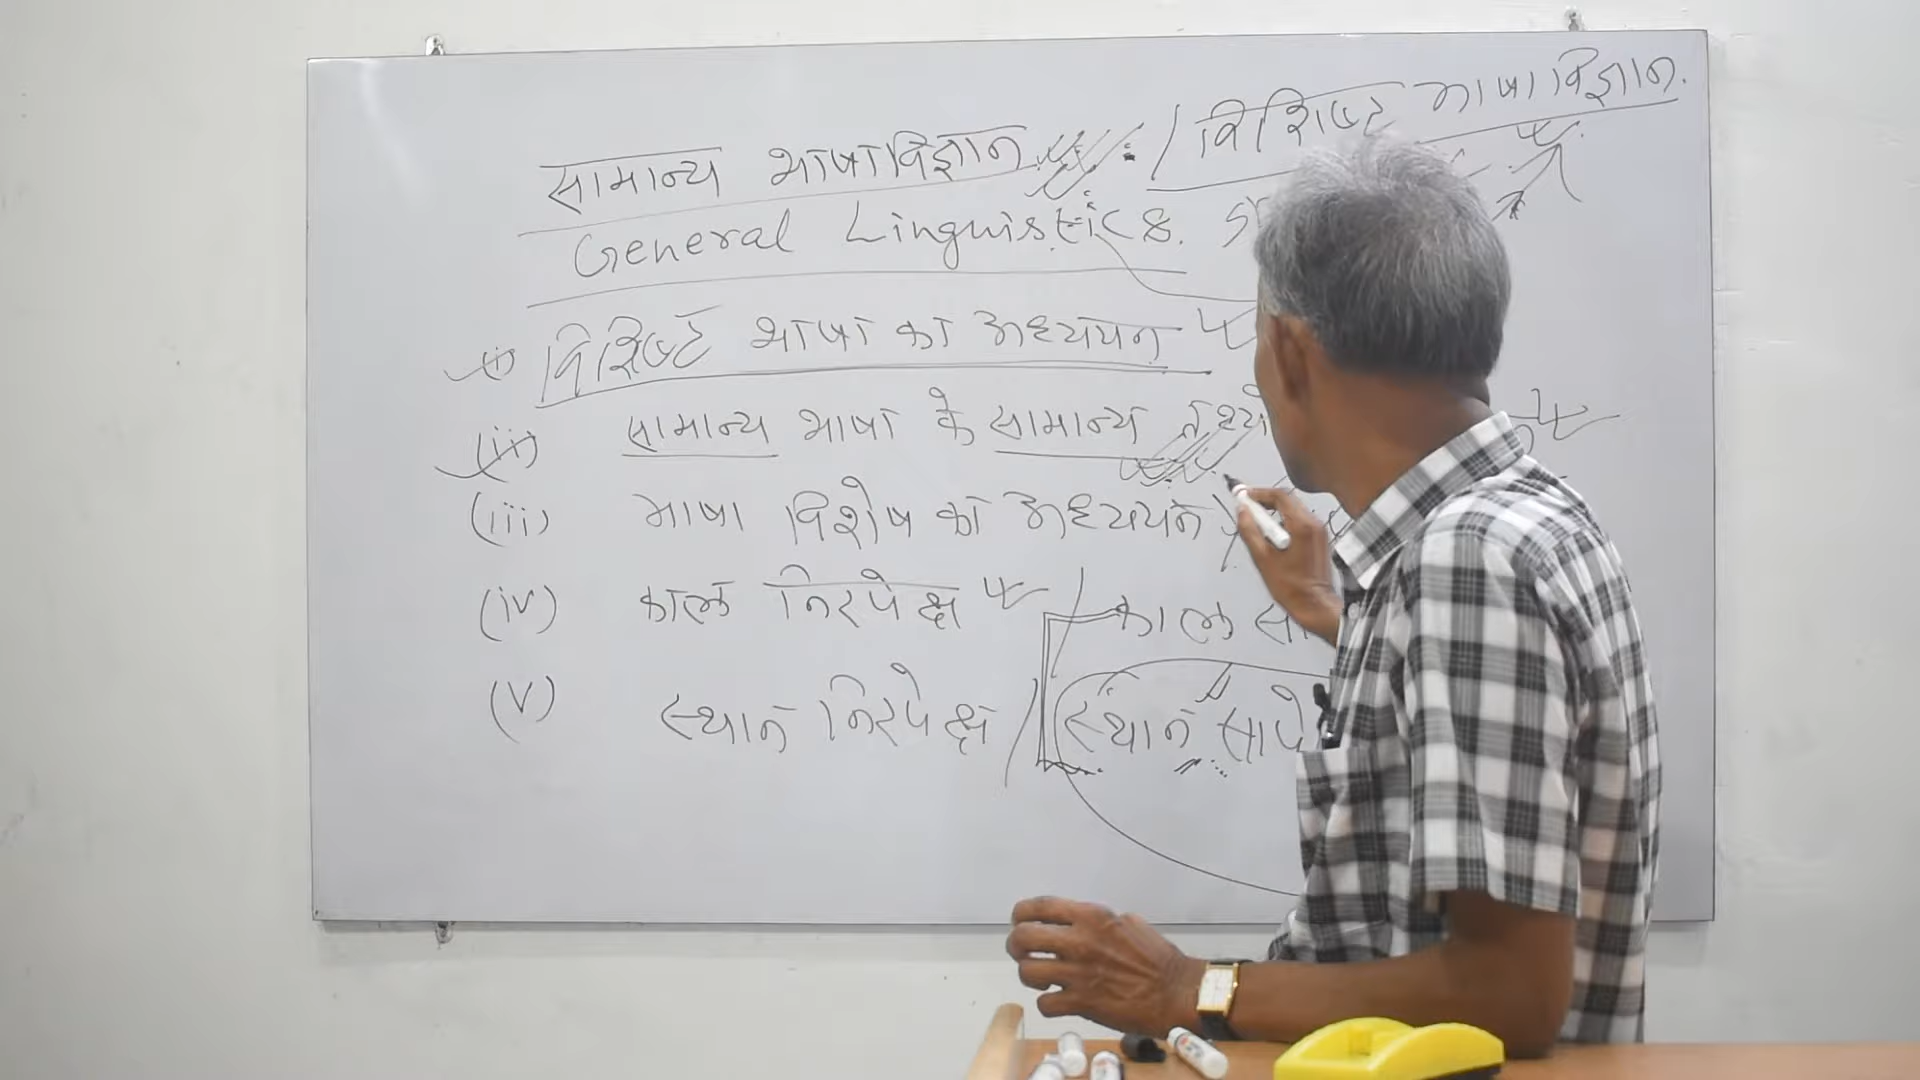 सामान्य भाषाविज्ञान : / विशिष्ट भाषाविज्ञान.
General Linguistics.
(i) विशिष्ट भाषा का अध्ययन
(ii) सामान्य भाषा के सामान्य
(iii) भाषा विशेष का अध्ययन
(iv) काल निरपेक्ष / काल
(v) स्थान निरपेक्ष / स्थान